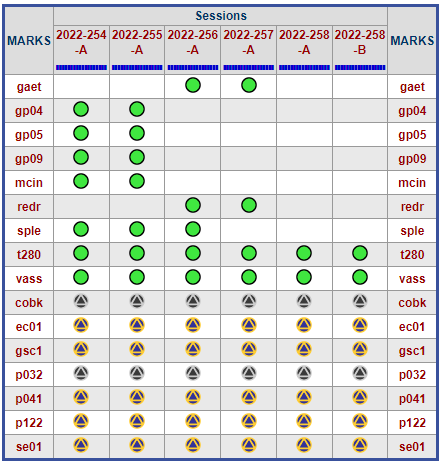 Sessions
MARKS 2022-254 2022-255 2022-256 2022-257 2022-258 2022-258 MARKS
-A -A -A -A -A -B
gaet gaet
gp04 gp04
gp05 gp05
gp09 gp09
mcin mcin
redr redr
sple sple
t280 t280
vass vass
cobk cobk
ec01 ec01
gsc1 gsc1
p032 p032
p041 p041
p122 p122
se01 se01